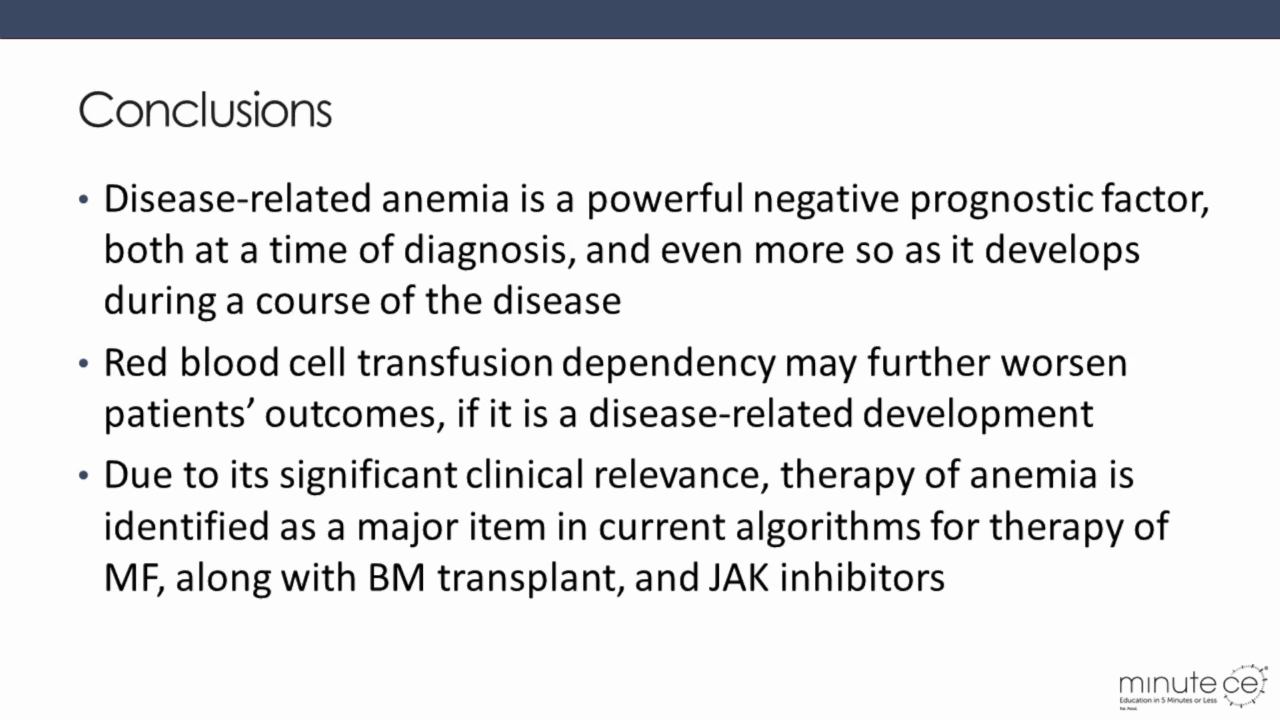 Conclusions
• Disease-related anemia is a powerful negative prognostic factor,
both at a time of diagnosis, and even more so as it develops
during a course of the disease
• Red blood cell transfusion dependency may further worsen
patients’ outcomes, if it is a disease-related development
• Due to its significant clinical relevance, therapy of anemia is
identified as a major item in current algorithms for therapy of
MF, along with BM transplant, and JAK inhibitors
minute ce
Education in 5 Minutes or Less